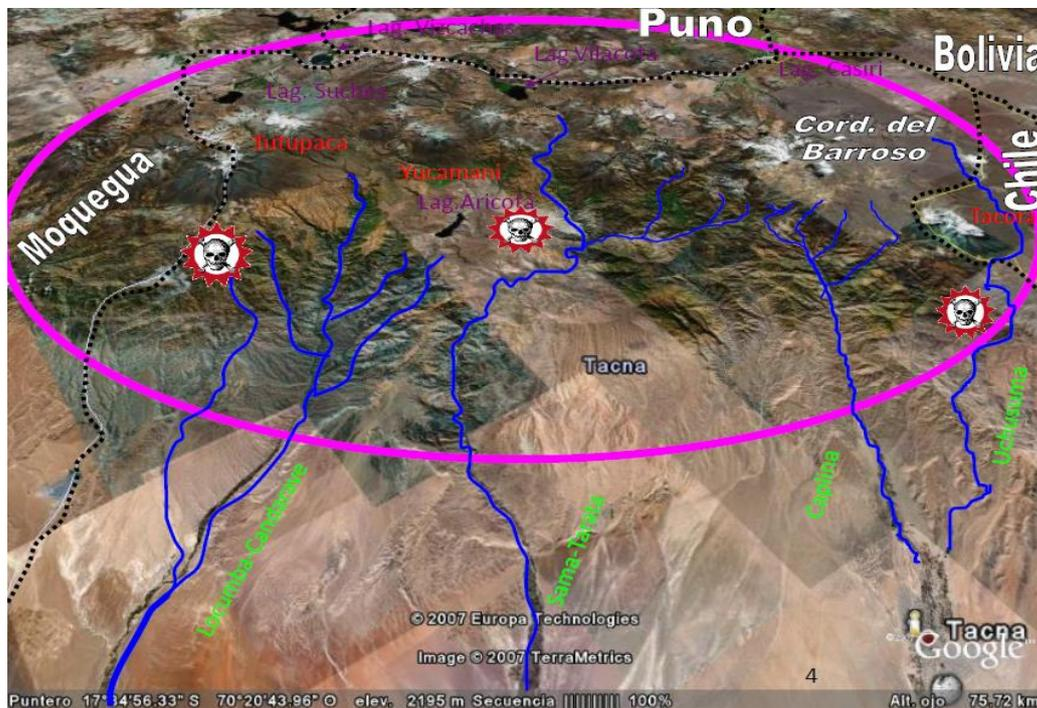 Puno
Lag. Vizcachas
Bolivia
Lag.Vilacota
Lag. Casiri
Lag. Suches
Cord. del
Barroso
Tutupaca
Chile
Moquegua
Yucamani
Lag.Aricota
Tacora
Tacna
Uchusuma
Caplina
Locumba-Candarave
Sama-Tarata
© 2007 Europa Technologies
Tacna
Google
Image © 2007 TerraMetrics
4
Puntero 17°34'56.33" S 70°20'43.96" O elev. 2195 m Secuencia 100% Alt. ojo 75.72 km